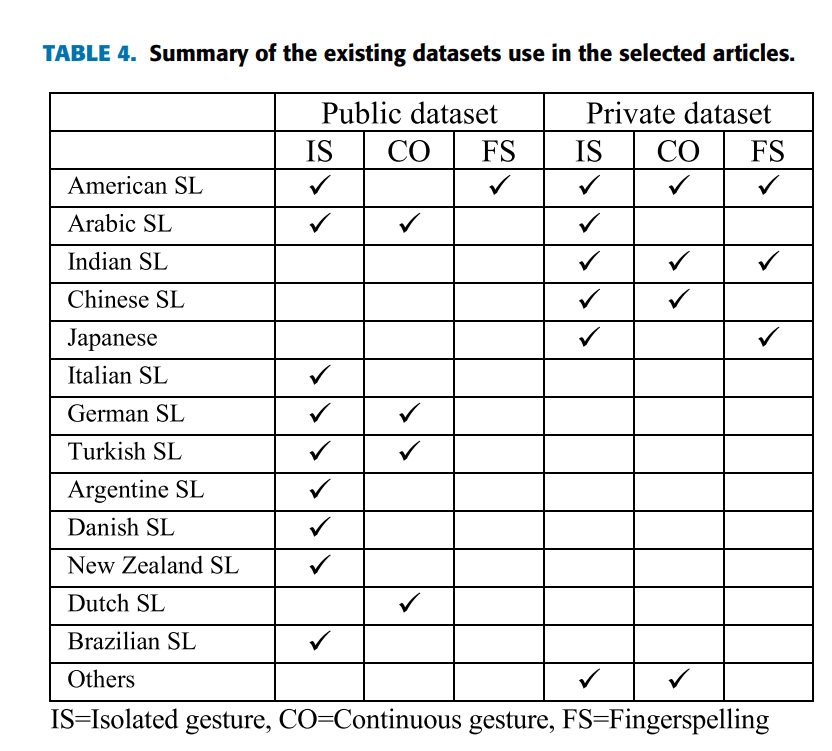 TABLE 4. Summary of the existing datasets use in the selected articles.
Public dataset Private dataset
IS CO FS IS CO FS
American SL ✓ ✓ ✓ ✓ ✓
Arabic SL ✓ ✓ ✓
Indian SL ✓ ✓ ✓
Chinese SL ✓ ✓
Japanese ✓ ✓
Italian SL ✓
German SL ✓ ✓
Turkish SL ✓ ✓
Argentine SL ✓
Danish SL ✓
New Zealand SL ✓
Dutch SL ✓
Brazilian SL ✓
Others ✓ ✓
IS=Isolated gesture, CO=Continuous gesture, FS=Fingerspelling